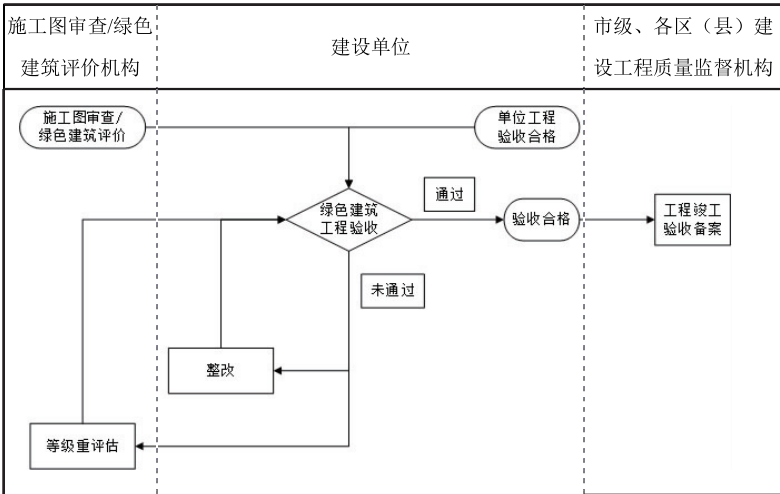 施工图审查/绿色
建筑评价机构
建设单位
市级、各区（县）建
设工程质量监督机构
施工图审查/
绿色建筑评价
单位工程
验收合格
绿色建筑
工程验收
通过
验收合格
工程竣工
验收备案
未通过
整改
等级重评估